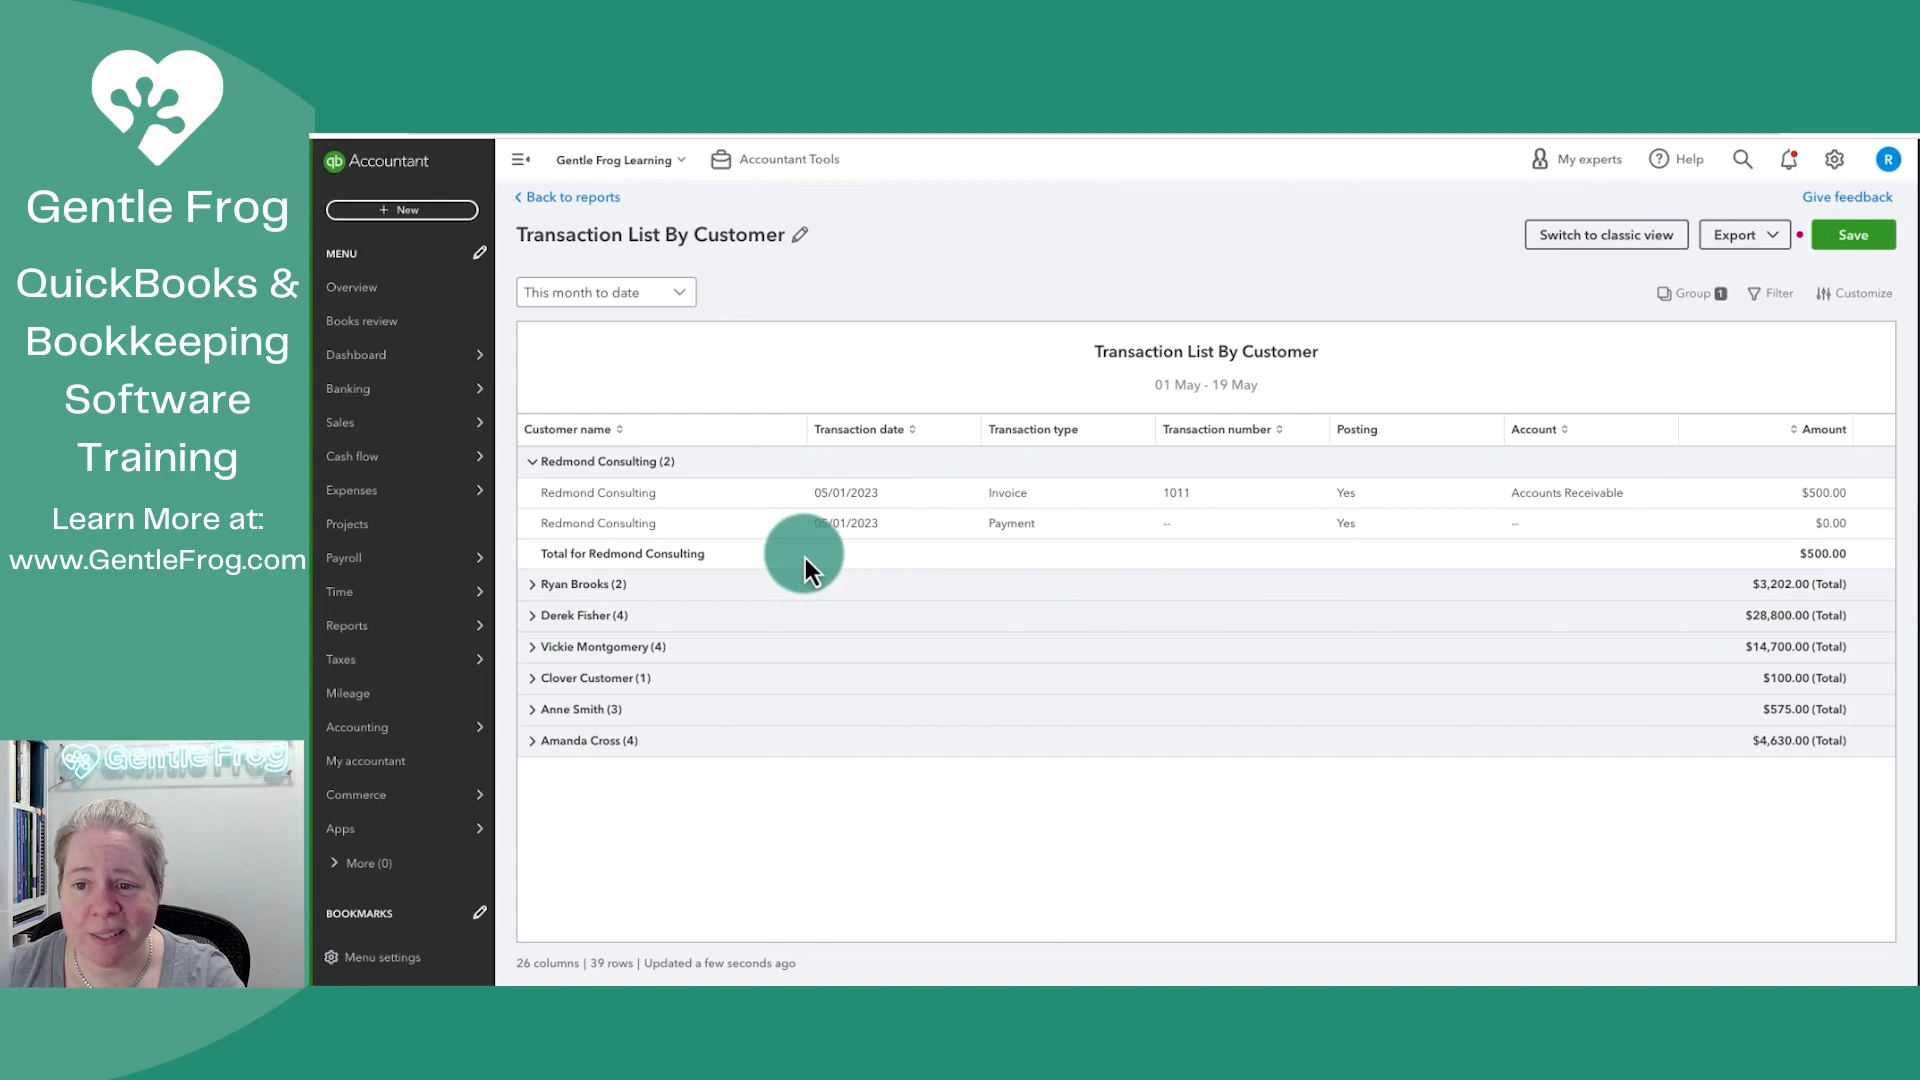 Gentle Frog
QuickBooks &
Bookkeeping
Software
Training
Learn More at:
www.GentleFrog.com
Gentle Frog
qb Accountant
+ New
MENU
Overview
Books review
Dashboard
Banking
Sales
Cash flow
Expenses
Projects
Payroll
Time
Reports
Taxes
Mileage
Accounting
My accountant
Commerce
Apps
More (0)
BOOKMARKS
Menu settings
Gentle Frog Learning
Accountant Tools
My experts
Help
R
Back to reports
Give feedback
Transaction List By Customer
Switch to classic view
Export
Save
This month to date
Group 1
Filter
Customize
Transaction List By Customer
01 May - 19 May
Customer name Transaction date Transaction type Transaction number Posting Account Amount
Redmond Consulting (2)
Redmond Consulting 05/01/2023 Invoice 1011 Yes Accounts Receivable $500.00
Redmond Consulting 05/01/2023 Payment -- Yes -- $0.00
Total for Redmond Consulting $500.00
Ryan Brooks (2) $3,202.00 (Total)
Derek Fisher (4) $28,800.00 (Total)
Vickie Montgomery (4) $14,700.00 (Total)
Clover Customer (1) $100.00 (Total)
Anne Smith (3) $575.00 (Total)
Amanda Cross (4) $4,630.00 (Total)
26 columns | 39 rows | Updated a few seconds ago